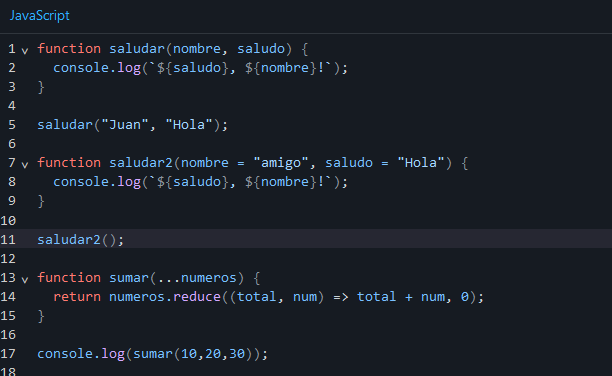 JavaScript
1 function saludar(nombre, saludo) {
2   console.log(`${saludo}, ${nombre}!`);
3 }
4
5 saludar("Juan", "Hola");
6
7 function saludar2(nombre = "amigo", saludo = "Hola") {
8   console.log(`${saludo}, ${nombre}!`);
9 }
10
11 saludar2();
12
13 function sumar(...numeros) {
14   return numeros.reduce((total, num) => total + num, 0);
15 }
16
17 console.log(sumar(10,20,30));
18